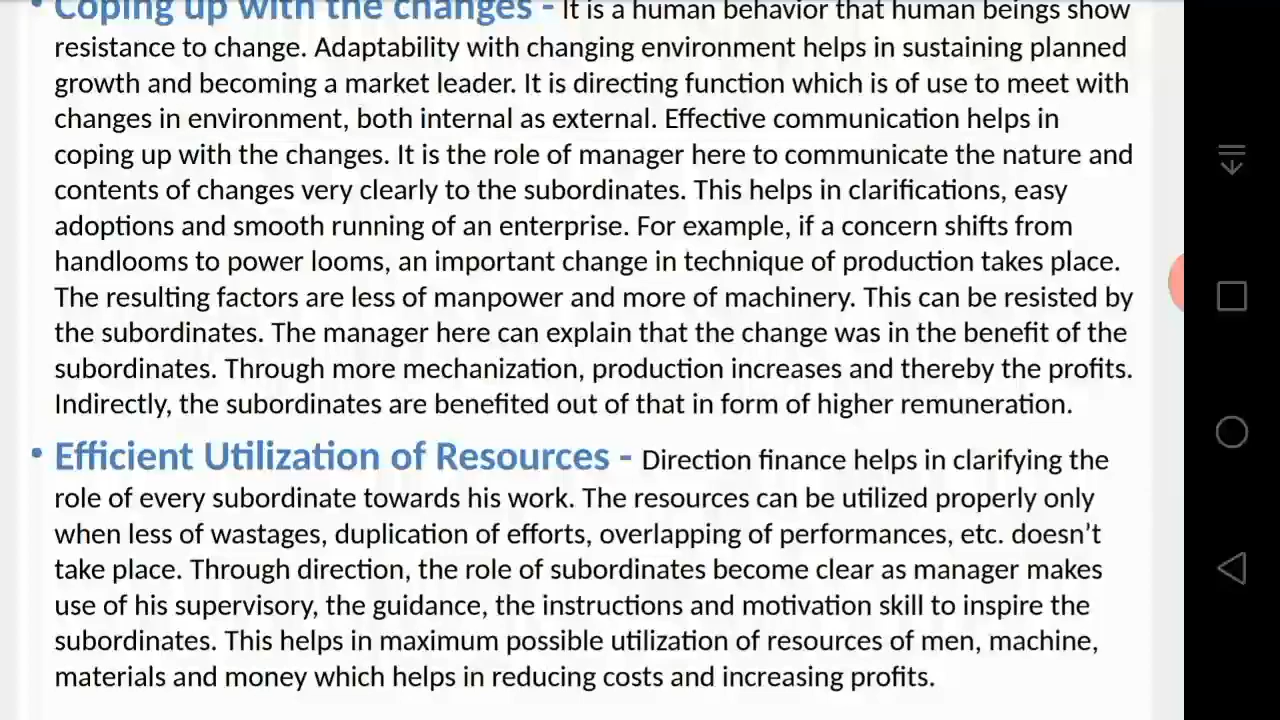 • Coping up with the changes - It is a human behavior that human beings show
resistance to change. Adaptability with changing environment helps in sustaining planned
growth and becoming a market leader. It is directing function which is of use to meet with
changes in environment, both internal as external. Effective communication helps in
coping up with the changes. It is the role of manager here to communicate the nature and
contents of changes very clearly to the subordinates. This helps in clarifications, easy
adoptions and smooth running of an enterprise. For example, if a concern shifts from
handlooms to power looms, an important change in technique of production takes place.
The resulting factors are less of manpower and more of machinery. This can be resisted by
the subordinates. The manager here can explain that the change was in the benefit of the
subordinates. Through more mechanization, production increases and thereby the profits.
Indirectly, the subordinates are benefited out of that in form of higher remuneration.
• Efficient Utilization of Resources - Direction finance helps in clarifying the
role of every subordinate towards his work. The resources can be utilized properly only
when less of wastages, duplication of efforts, overlapping of performances, etc. doesn’t
take place. Through direction, the role of subordinates become clear as manager makes
use of his supervisory, the guidance, the instructions and motivation skill to inspire the
subordinates. This helps in maximum possible utilization of resources of men, machine,
materials and money which helps in reducing costs and increasing profits.